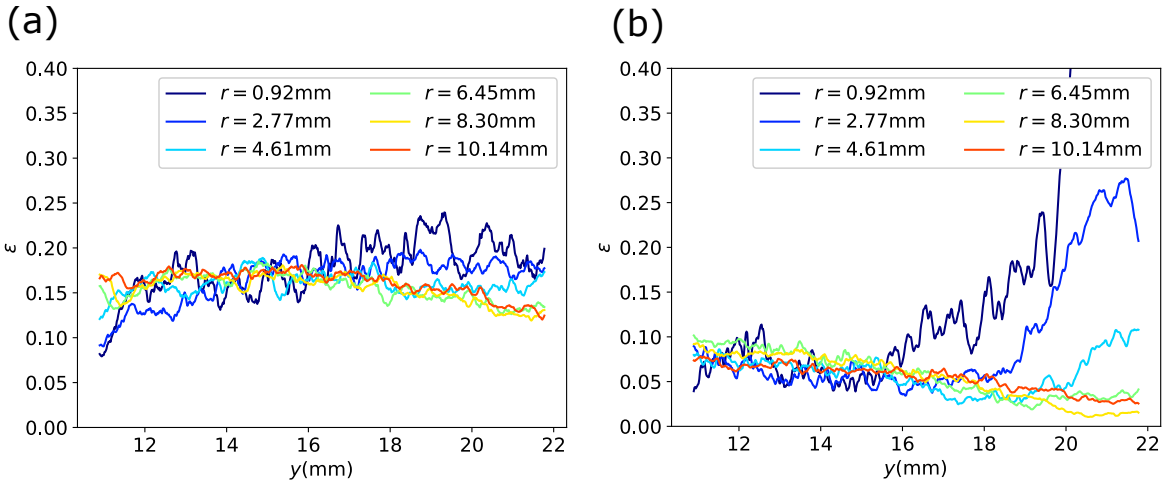 (a)
0.40
0.35
0.30
0.25
0.20
0.15
0.10
0.05
0.00
ε
r = 0.92mm
r = 2.77mm
r = 4.61mm
r = 6.45mm
r = 8.30mm
r = 10.14mm
12 14 16 18 20 22
y(mm)
(b)
0.40
0.35
0.30
0.25
0.20
0.15
0.10
0.05
0.00
ε
r = 0.92mm
r = 2.77mm
r = 4.61mm
r = 6.45mm
r = 8.30mm
r = 10.14mm
12 14 16 18 20 22
y(mm)